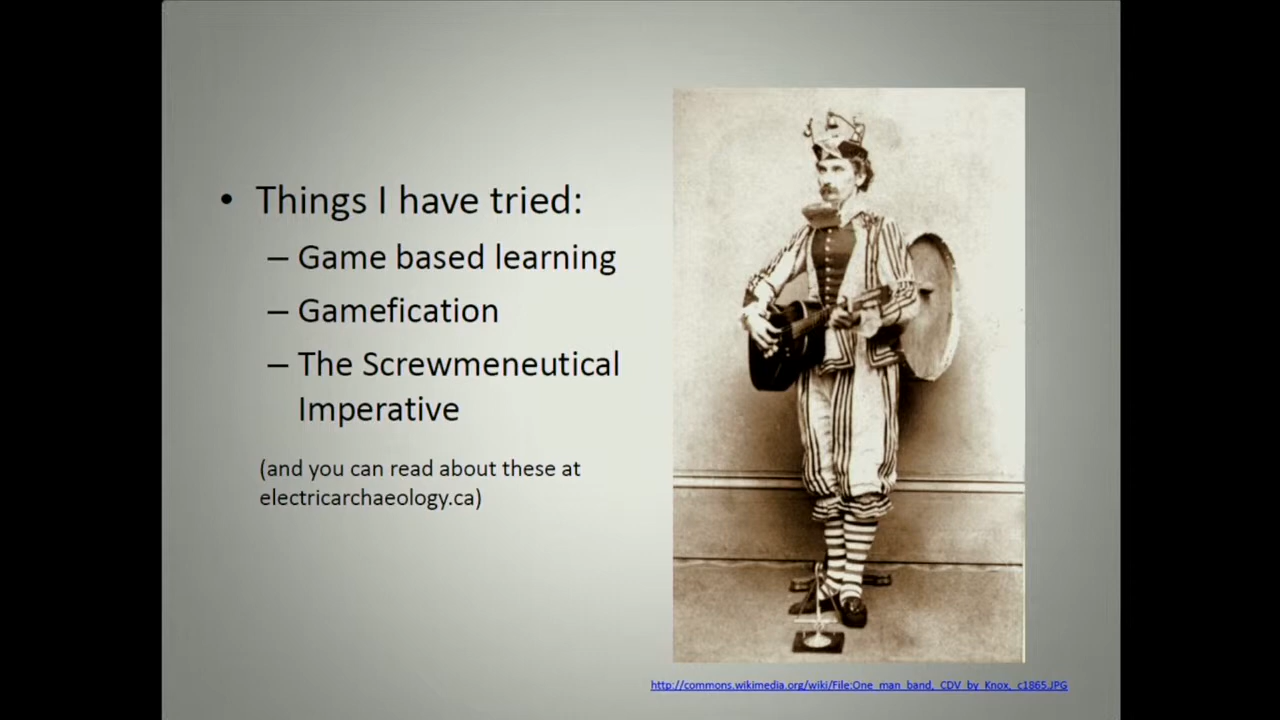 • Things I have tried:
– Game based learning
– Gamefication
– The Screwmeneutical
Imperative
(and you can read about these at
electricarchaeology.ca)
http://commons.wikimedia.org/wiki/File:One_man_band,_CDV_by_Knox,_c1865.JPG